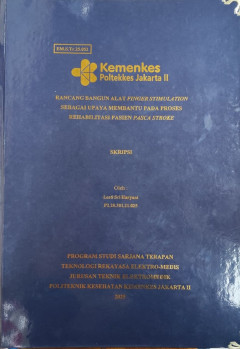 Kemenkes
Poltekkes Jakarta II
RANCANG BANGUN ALAT FINGER STIMULATION
SEBAGAI UPAYA MEMBANTU PADA PROSES
REHABILITASI PASIEN PASCA STROKE
SKRIPSI
Oleh:
PROGRAM STUDI SARJANA TERAPAN
TEKNOLOGI REKAYASA ELEKTRO-MEDIS
JURUSAN TEKNIK ELEKTROMEDIK
POLITEKNIK KESEHATAN KEMENKES JAKARTA II